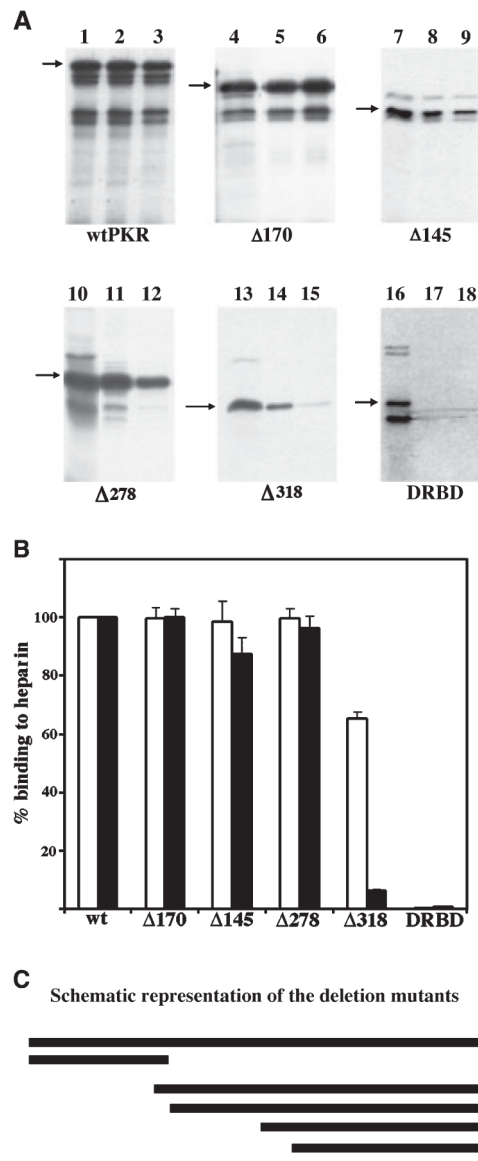 A
1 2 3 4 5 6 7 8 9
wtPKR Δ170 Δ145
10 11 12 13 14 15 16 17 18
Δ278 Δ318 DRBD
B
% binding to heparin
100
80
60
40
20
wt Δ170 Δ145 Δ278 Δ318 DRBD
C
Schematic representation of the deletion mutants